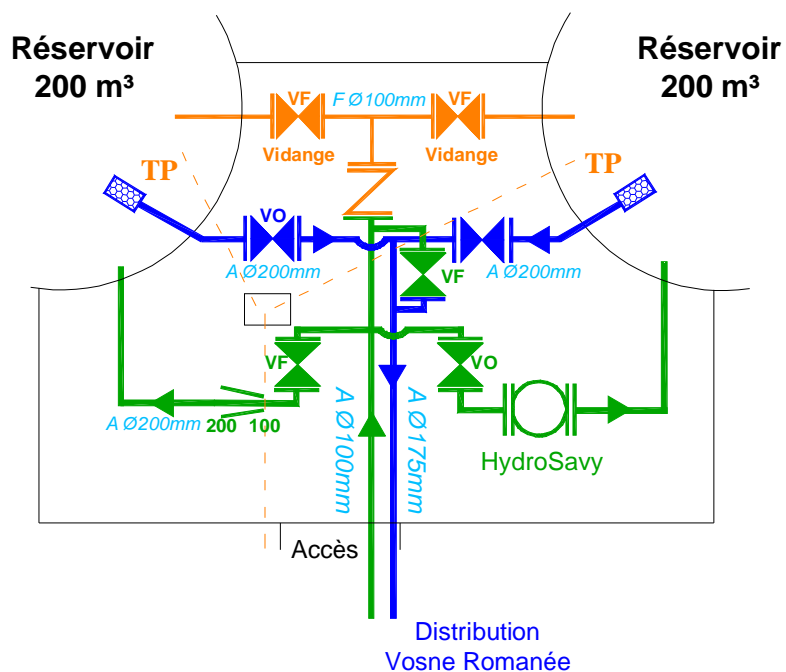 Réservoir
200 m³
Réservoir
200 m³
VF
F Ø100mm
VF
Vidange
Vidange
TP
TP
VO
A Ø200mm
A Ø200mm
VF
VF
VO
A Ø200mm
200 100
A Ø100mm
A Ø175mm
HydroSavy
Accès
Distribution
Vosne Romanée